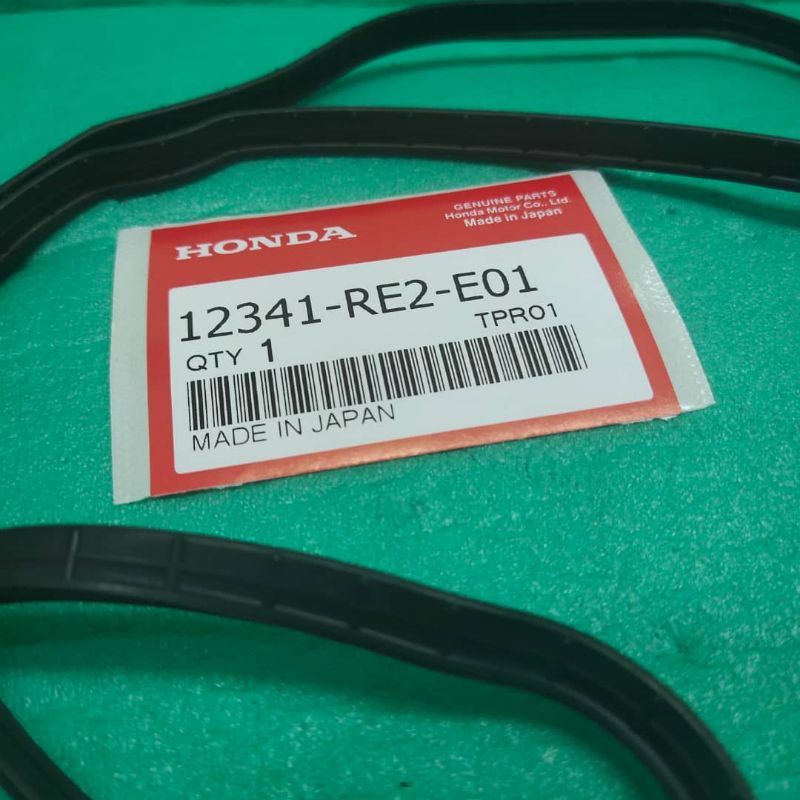 HONDA
GENUINE PARTS
Honda Motor Co., Ltd.
Made in Japan
12341-RE2-E01
QTY 1
TPR01
MADE IN JAPAN